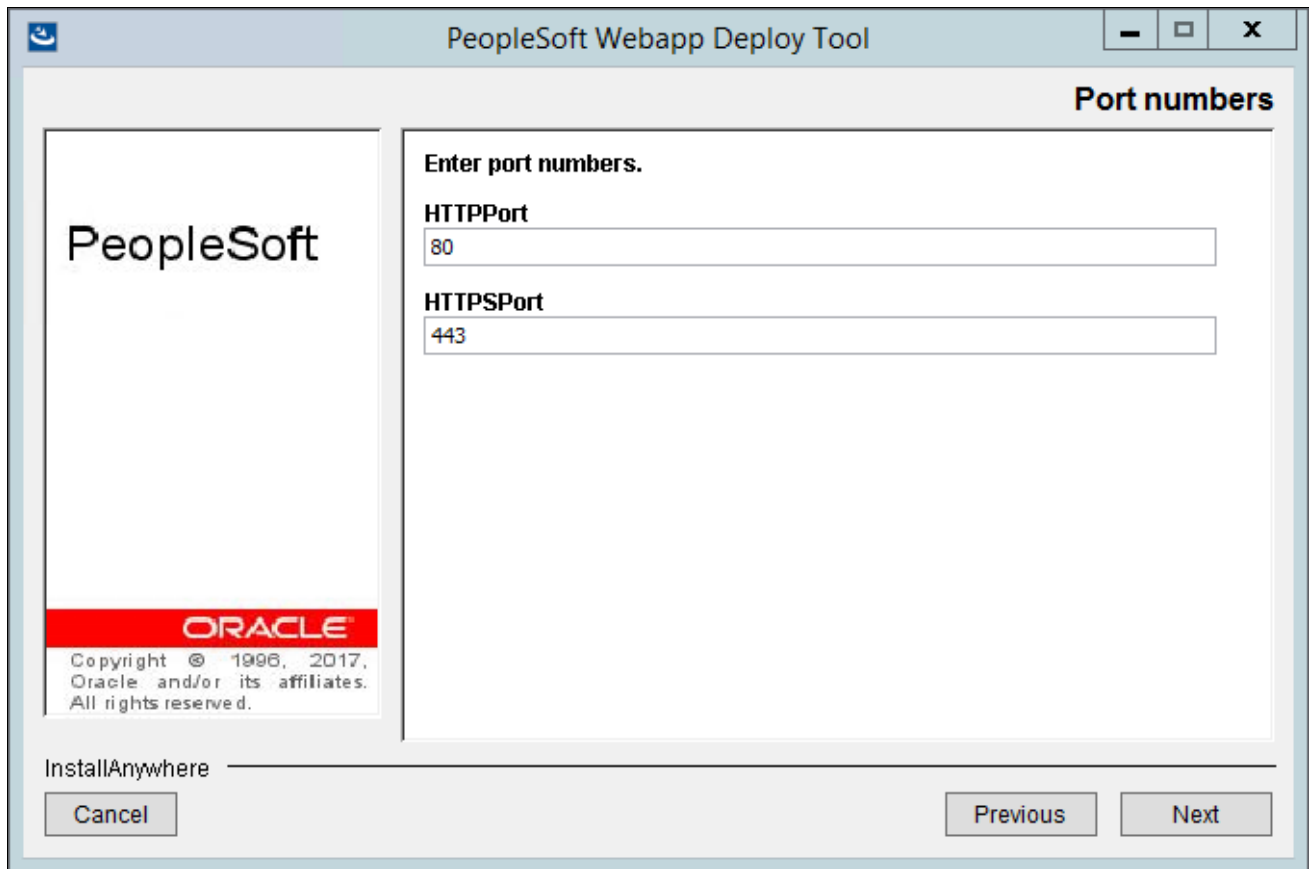 PeopleSoft Webapp Deploy Tool
Port numbers
PeopleSoft
ORACLE
Copyright © 1996, 2017,
Oracle and/or its affiliates.
All rights reserved.
Enter port numbers.
HTTPPort
80
HTTPSPort
443
InstallAnywhere
Cancel
Previous
Next